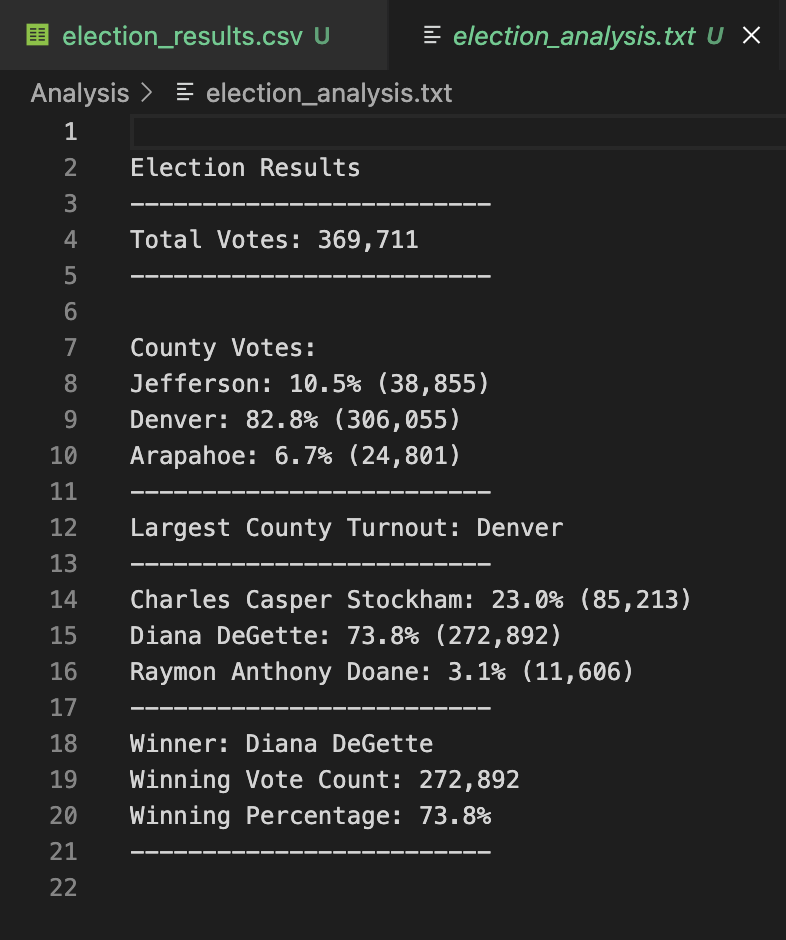 election_results.csv U election_analysis.txt U
Analysis > election_analysis.txt
1
2 Election Results
3 -------------------------
4 Total Votes: 369,711
5 -------------------------
6
7 County Votes:
8 Jefferson: 10.5% (38,855)
9 Denver: 82.8% (306,055)
10 Arapahoe: 6.7% (24,801)
11 -------------------------
12 Largest County Turnout: Denver
13 -------------------------
14 Charles Casper Stockham: 23.0% (85,213)
15 Diana DeGette: 73.8% (272,892)
16 Raymon Anthony Doane: 3.1% (11,606)
17 -------------------------
18 Winner: Diana DeGette
19 Winning Vote Count: 272,892
20 Winning Percentage: 73.8%
21 -------------------------
22